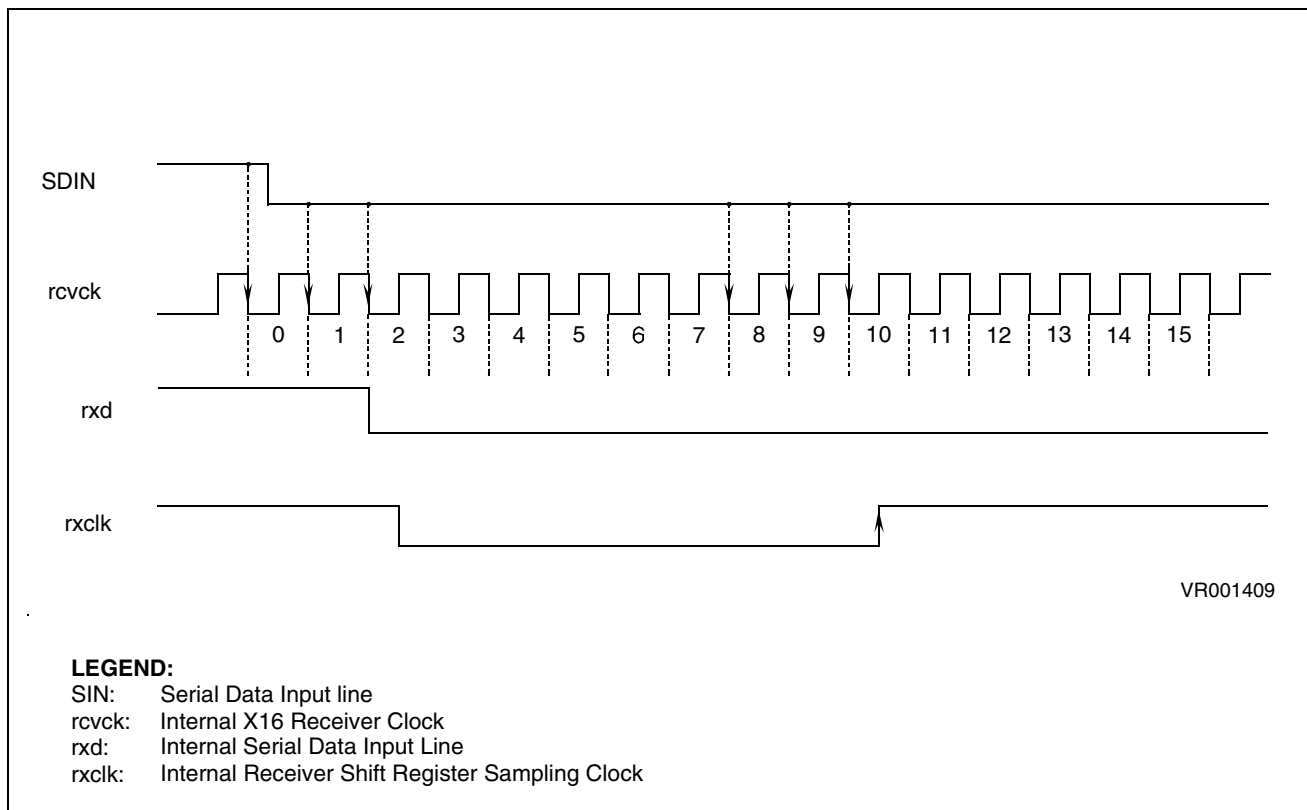 SDIN
rcvck
0 1 2 3 4 5 6 7 8 9 10 11 12 13 14 15
rxd
rxclk
VR001409
LEGEND:
SIN: Serial Data Input line
rcvck: Internal X16 Receiver Clock
rxd: Internal Serial Data Input Line
rxclk: Internal Receiver Shift Register Sampling Clock